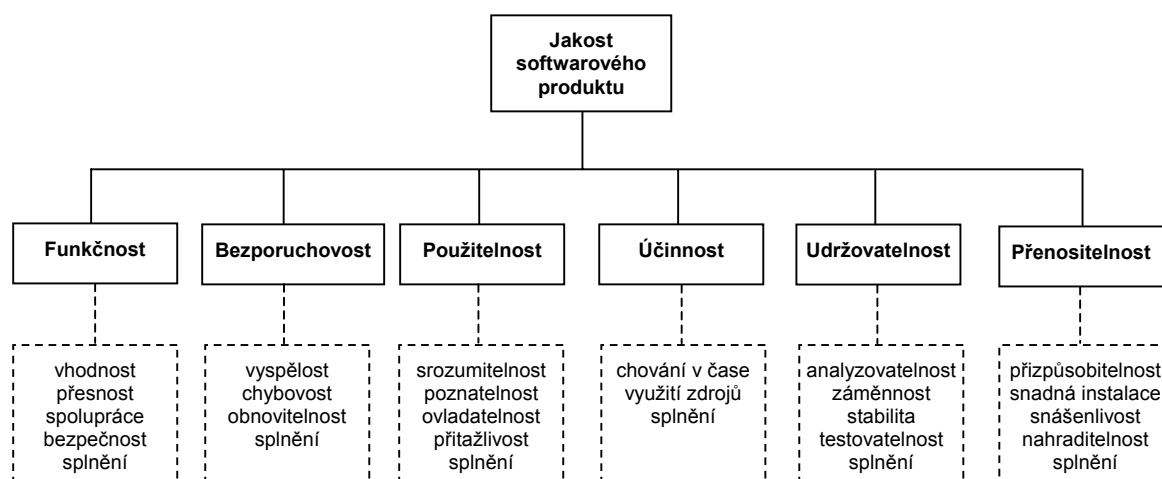 Jakost
softwarového
produktu
Funkčnost
Bezporuchovost
Použitelnost
Účinnost
Udržovatelnost
Přenositelnost
vhodnost
přesnost
spolupráce
bezpečnost
splnění
vyspělost
chybovost
obnovitelnost
splnění
srozumitelnost
poznatelnost
ovladatelnost
přitažlivost
splnění
chování v čase
využití zdrojů
splnění
analyzovatelnost
záměnnost
stabilita
testovatelnost
splnění
přizpůsobitelnost
snadná instalace
snášenlivost
nahraditelnost
splnění